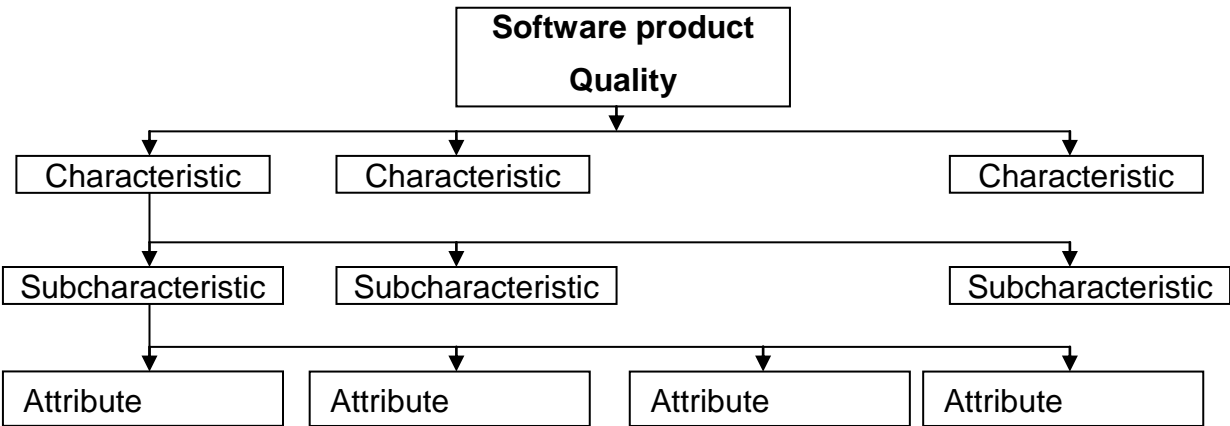 Software product
Quality
Characteristic Characteristic Characteristic
Subcharacteristic Subcharacteristic Subcharacteristic
Attribute Attribute Attribute Attribute